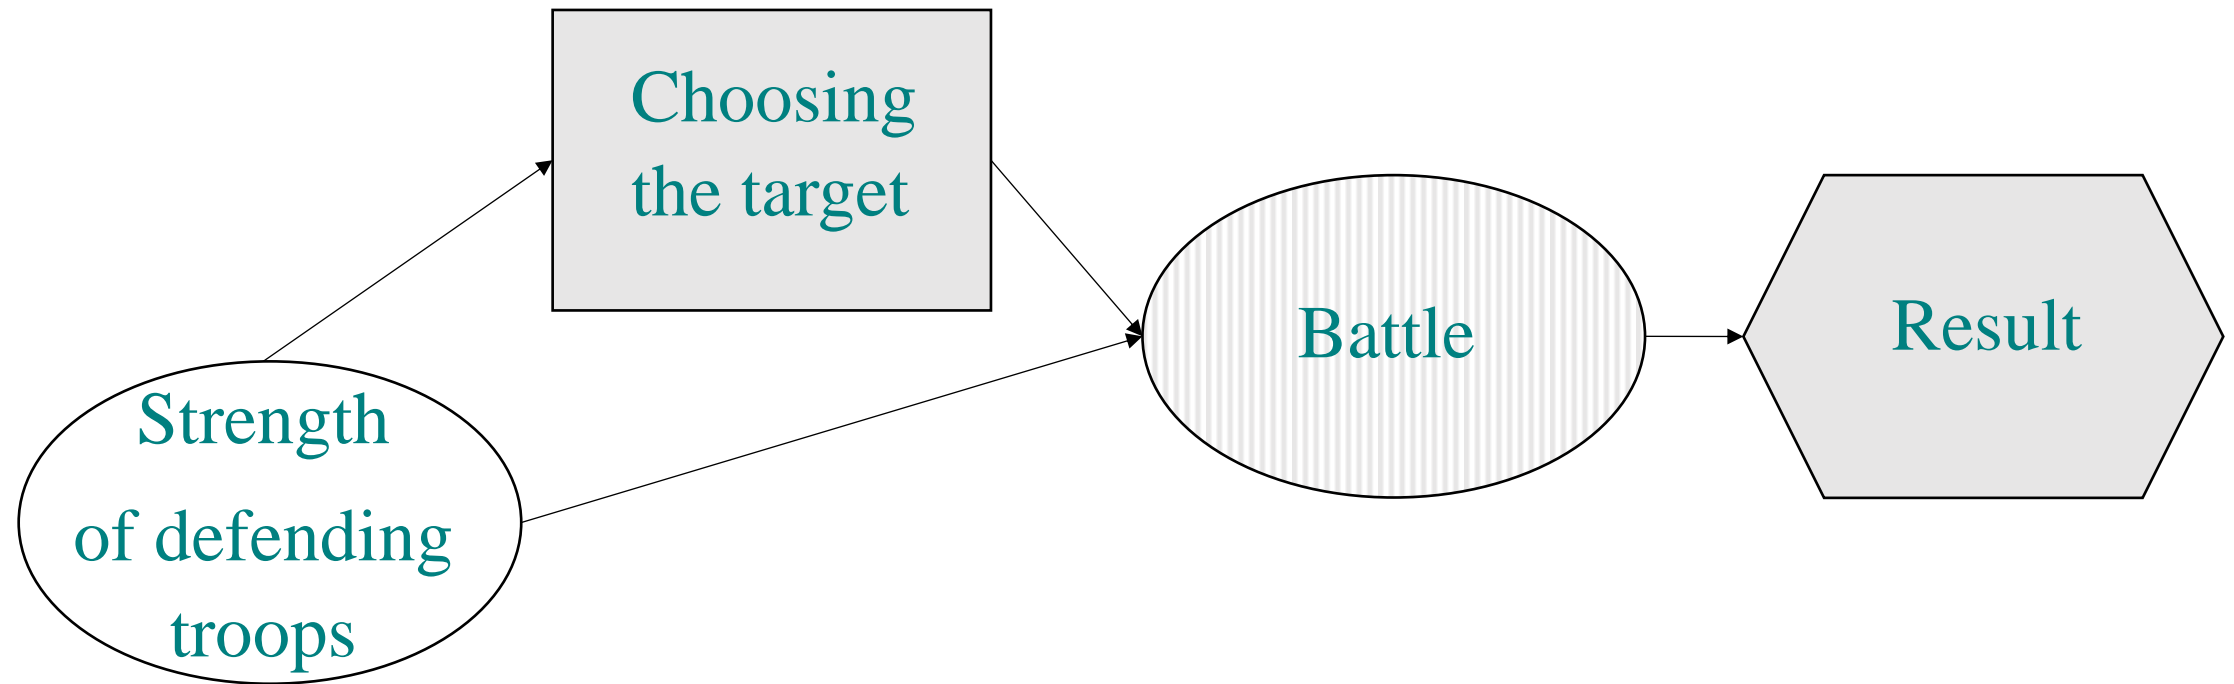 Choosing
the target
Strength
of defending
troops
Battle
Result